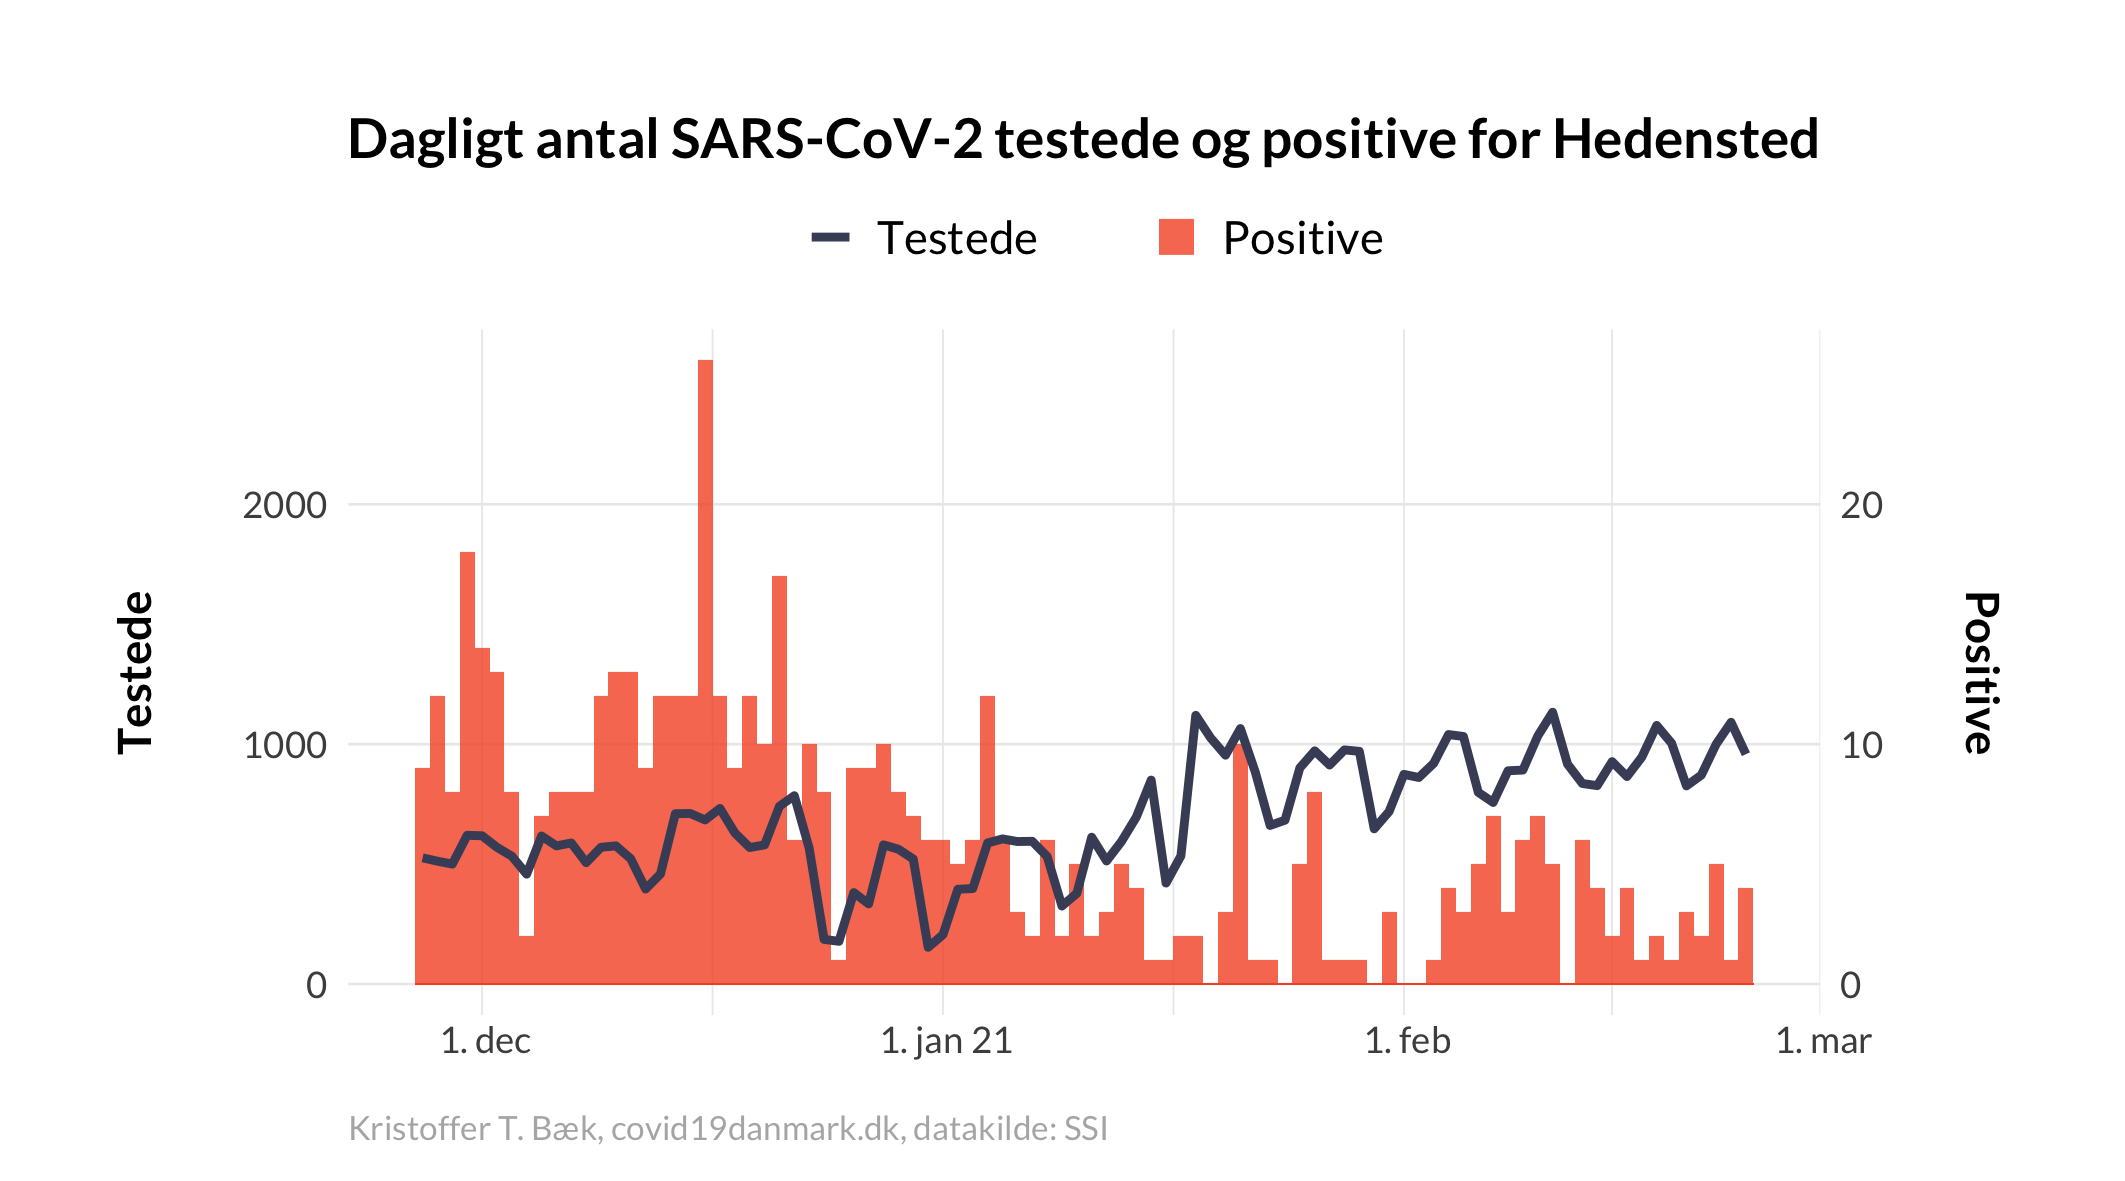 Dagligt antal SARS-CoV-2 testede og positive for Hedensted
Testede
Positive
2000
1000
0
Testede
20
10
0
Positive
1. dec
1. jan 21
1. feb
1. mar
Kristoffer T. Bæk, covid19danmark.dk, datakilde: SSI